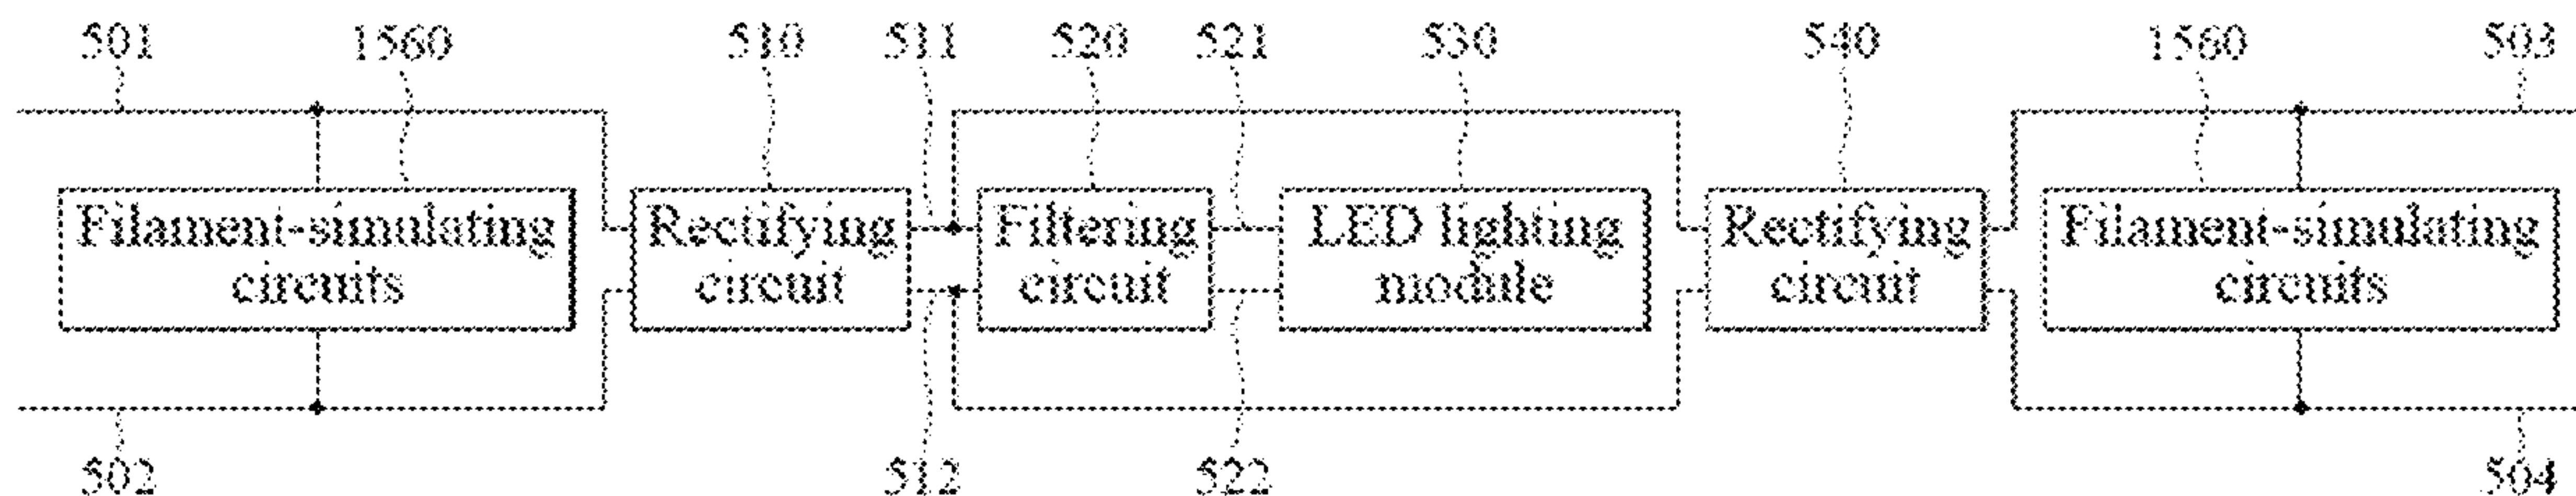 501 1560 510 511 520 521 530 540 1560 503
Filament-simulating circuits
Rectifying circuit
Filtering circuit
LED lighting module
Rectifying circuit
Filament-simulating circuits
502 512 522 504